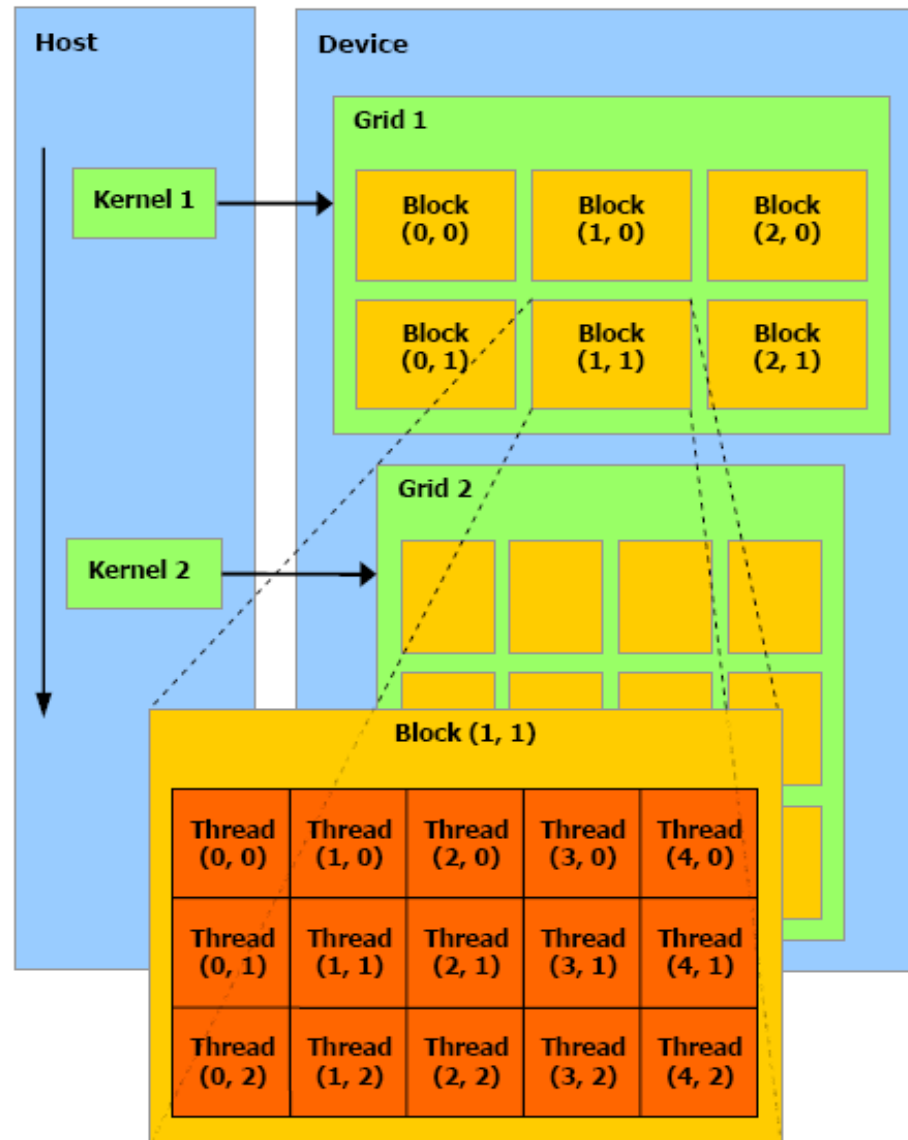 Host
Device
Grid 1
Kernel 1
Block
(0, 0)
Block
(1, 0)
Block
(2, 0)
Block
(0, 1)
Block
(1, 1)
Block
(2, 1)
Grid 2
Kernel 2
Block (1, 1)
Thread
(0, 0)
Thread
(1, 0)
Thread
(2, 0)
Thread
(3, 0)
Thread
(4, 0)
Thread
(0, 1)
Thread
(1, 1)
Thread
(2, 1)
Thread
(3, 1)
Thread
(4, 1)
Thread
(0, 2)
Thread
(1, 2)
Thread
(2, 2)
Thread
(3, 2)
Thread
(4, 2)